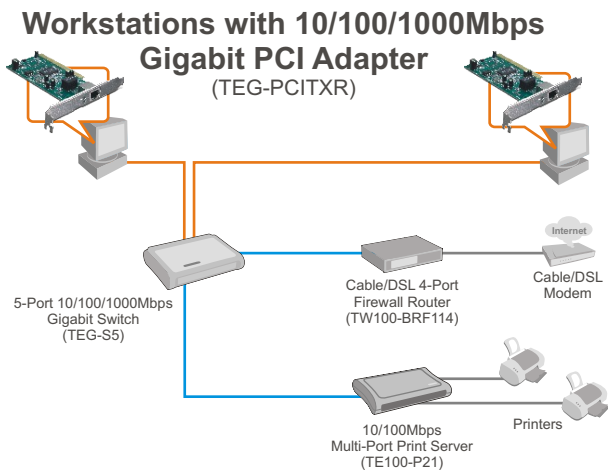 Workstations with 10/100/1000Mbps
Gigabit PCI Adapter
(TEG-PCITXR)
Internet
Cable/DSL
Modem
Cable/DSL 4-Port
Firewall Router
(TW100-BRF114)
5-Port 10/100/1000Mbps
Gigabit Switch
(TEG-S5)
Printers
10/100Mbps
Multi-Port Print Server
(TE100-P21)